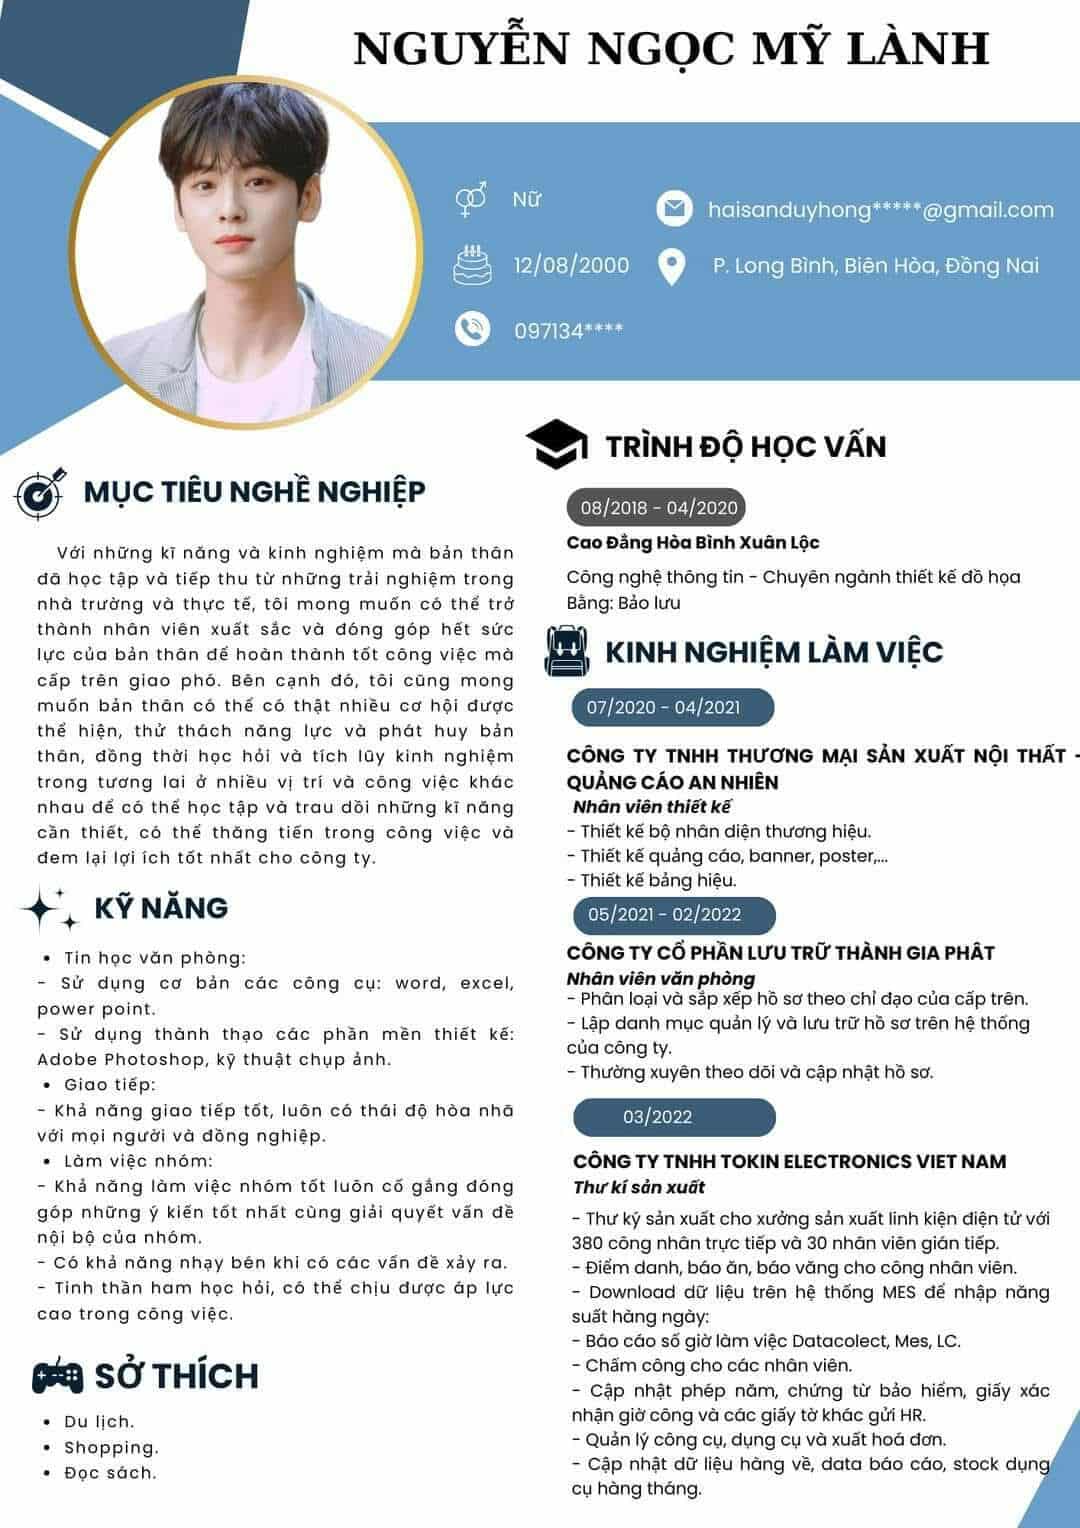 NGUYỄN NGỌC MỸ LÀNH
Nữ
12/08/2000
097134****
haisanduyhong*****@gmail.com
P. Long Bình, Biên Hòa, Đồng Nai
MỤC TIÊU NGHỀ NGHIỆP
Với những kĩ năng và kinh nghiệm mà bản thân
đã học tập và tiếp thu từ những trải nghiệm trong
nhà trường và thực tế, tôi mong muốn có thể trở
thành nhân viên xuất sắc và đóng góp hết sức
lực của bản thân để hoàn thành tốt công việc mà
cấp trên giao phó. Bên cạnh đó, tôi cũng mong
muốn bản thân có thể có thật nhiều cơ hội được
thể hiện, thử thách năng lực và phát huy bản
thân, đồng thời học hỏi và tích lũy kinh nghiệm
trong tương lai ở nhiều vị trí và công việc khác
nhau để có thể học tập và trau dồi những kĩ năng
cần thiết, có thể thăng tiến trong công việc và
đem lại lợi ích tốt nhất cho công ty.
KỸ NĂNG
• Tin học văn phòng:
- Sử dụng cơ bản các công cụ: word, excel,
power point.
- Sử dụng thành thạo các phần mền thiết kế:
Adobe Photoshop, kỹ thuật chụp ảnh.
• Giao tiếp:
- Khả năng giao tiếp tốt, luôn có thái độ hòa nhã
với mọi người và đồng nghiệp.
• Làm việc nhóm:
- Khả năng làm việc nhóm tốt luôn cố gắng đóng
góp những ý kiến tốt nhất cùng giải quyết vấn đề
nội bộ của nhóm.
- Có khả năng nhạy bén khi có các vấn đề xảy ra.
- Tinh thần ham học hỏi, có thể chịu được áp lực
cao trong công việc.
SỞ THÍCH
• Du lịch.
• Shopping.
• Đọc sách.
TRÌNH ĐỘ HỌC VẤN
08/2018 - 04/2020
Cao Đẳng Hòa Bình Xuân Lộc
Công nghệ thông tin - Chuyên ngành thiết kế đồ họa
Bằng: Bảo lưu
KINH NGHIỆM LÀM VIỆC
07/2020 - 04/2021
CÔNG TY TNHH THƯƠNG MẠI SẢN XUẤT NỘI THẤT -
QUẢNG CÁO AN NHIÊN
Nhân viên thiết kế
- Thiết kế bộ nhân diện thương hiệu.
- Thiết kế quảng cáo, banner, poster,...
- Thiết kế bảng hiệu.
05/2021 - 02/2022
CÔNG TY CỔ PHẦN LƯU TRỮ THÀNH GIA PHÁT
Nhân viên văn phòng
- Phân loại và sắp xếp hồ sơ theo chỉ đạo của cấp trên.
- Lập danh mục quản lý và lưu trữ hồ sơ trên hệ thống
của công ty.
- Thường xuyên theo dõi và cập nhật hồ sơ.
03/2022
CÔNG TY TNHH TOKIN ELECTRONICS VIET NAM
Thư kí sản xuất
- Thư ký sản xuất cho xưởng sản xuất linh kiện điện tử với
380 công nhân trực tiếp và 30 nhân viên gián tiếp.
- Điểm danh, báo ăn, báo văng cho công nhân viên.
- Download dữ liệu trên hệ thống MES để nhập năng
suất hàng ngày:
- Báo cáo số giờ làm việc Datacolect, Mes, LC.
- Chấm công cho các nhân viên.
- Cập nhật phép năm, chứng từ bảo hiểm, giấy xác
nhận giờ công và các giấy tờ khác gửi HR.
- Quản lý công cụ, dụng cụ và xuất hoá đơn.
- Cập nhật dữ liệu hàng về, data báo cáo, stock dụng
cụ hàng tháng.